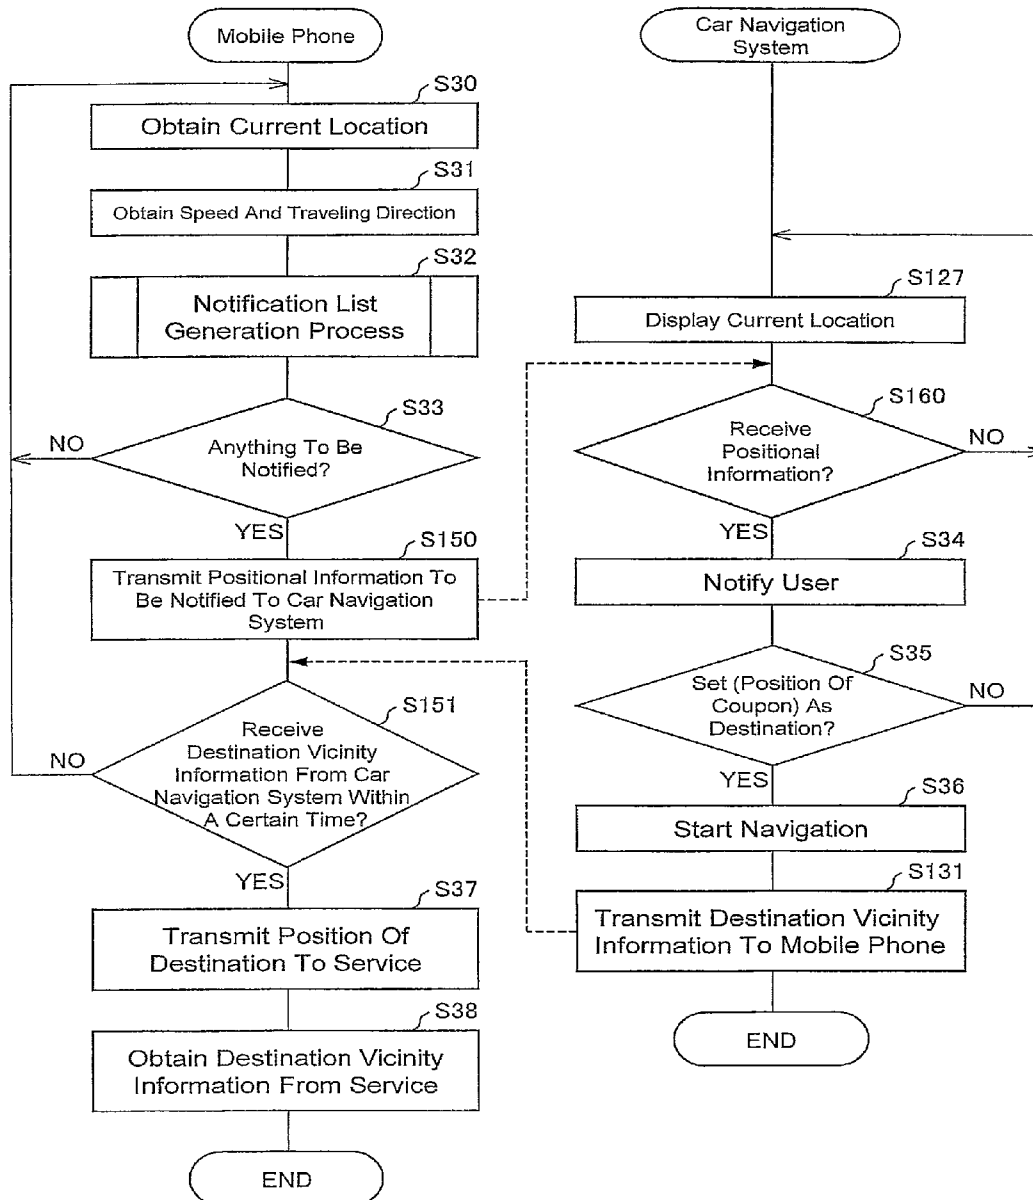 Mobile Phone
S30
Obtain Current Location
S31
Obtain Speed And Traveling Direction
S32
Notification List
Generation Process
S33
Anything To Be
Notified?
NO
YES
S150
Transmit Positional Information To
Be Notified To Car Navigation
System
S151
Receive
Destination Vicinity
Information From Car
Navigation System Within
A Certain Time?
NO
YES
S37
Transmit Position Of
Destination To Service
S38
Obtain Destination Vicinity
Information From Service
END
Car Navigation
System
S127
Display Current Location
S160
Receive
Positional
Information?
NO
YES
S34
Notify User
S35
Set (Position Of
Coupon) As
Destination?
NO
YES
S36
Start Navigation
S131
Transmit Destination Vicinity
Information To Mobile Phone
END